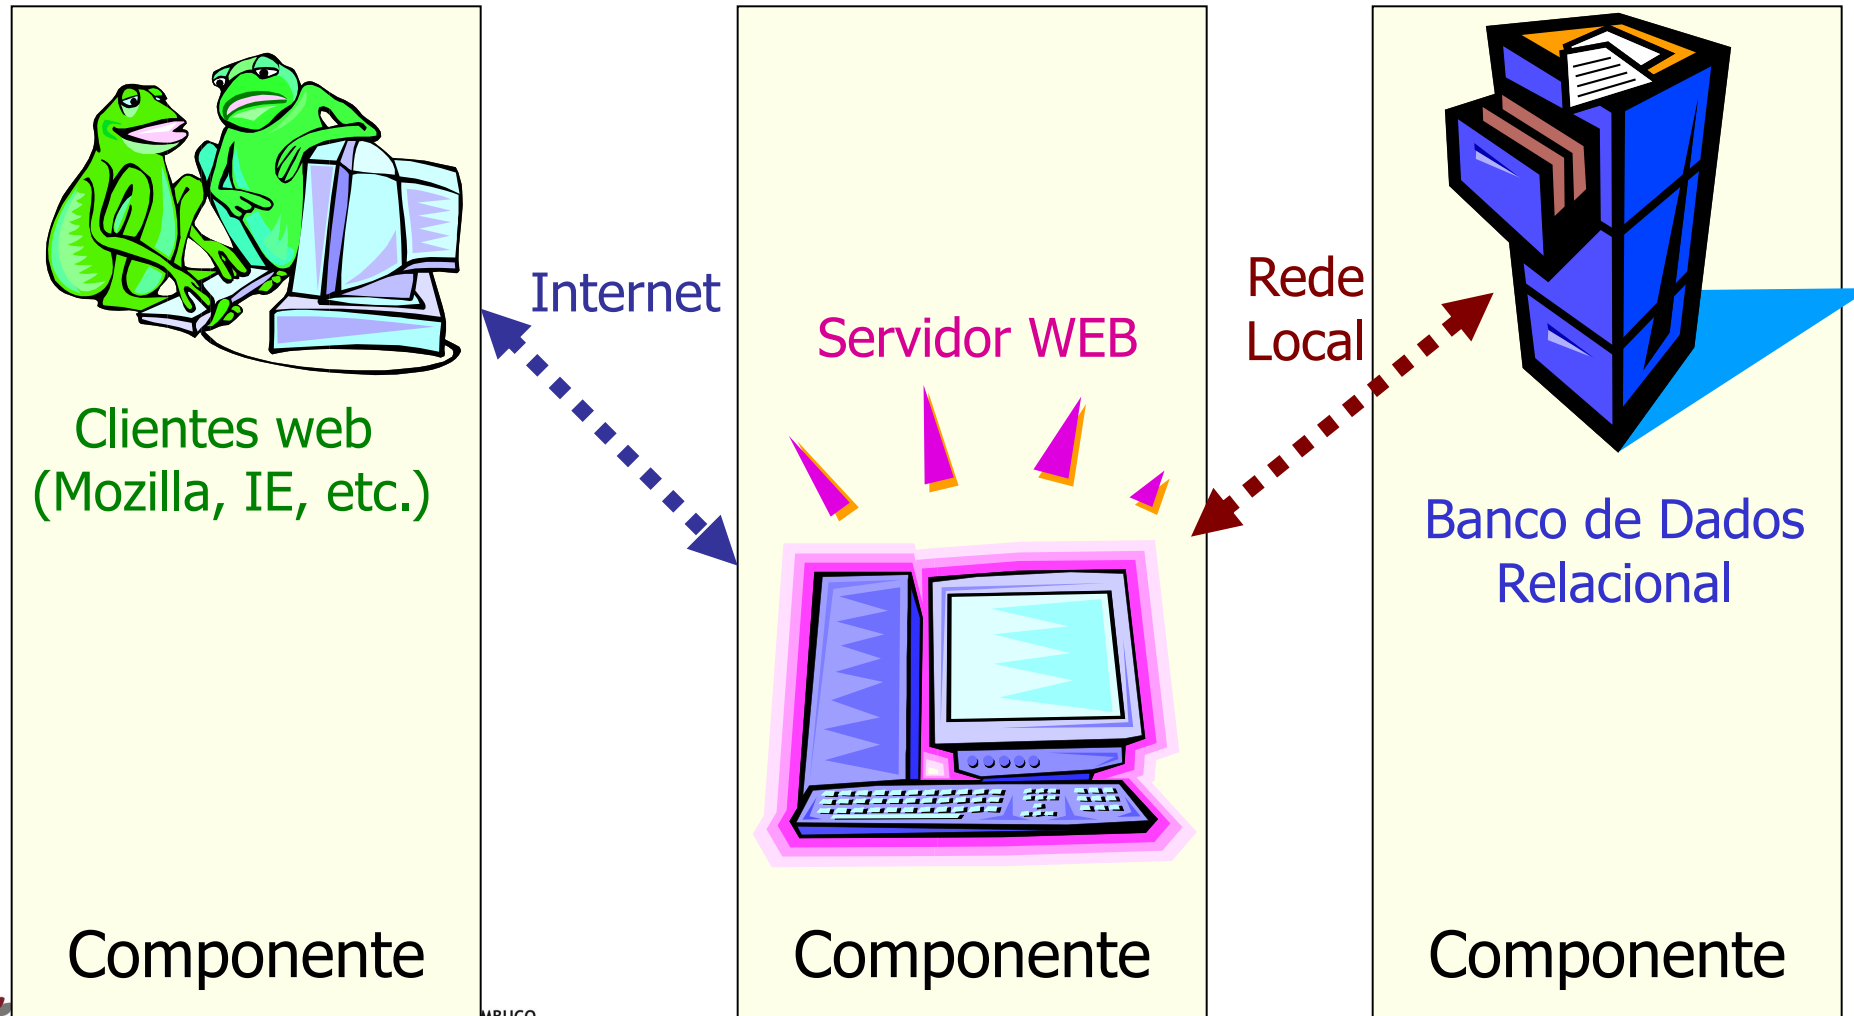 Internet
Rede
Local
Servidor WEB
Clientes web
(Mozilla, IE, etc.)
Banco de Dados
Relacional
Componente
Componente
Componente